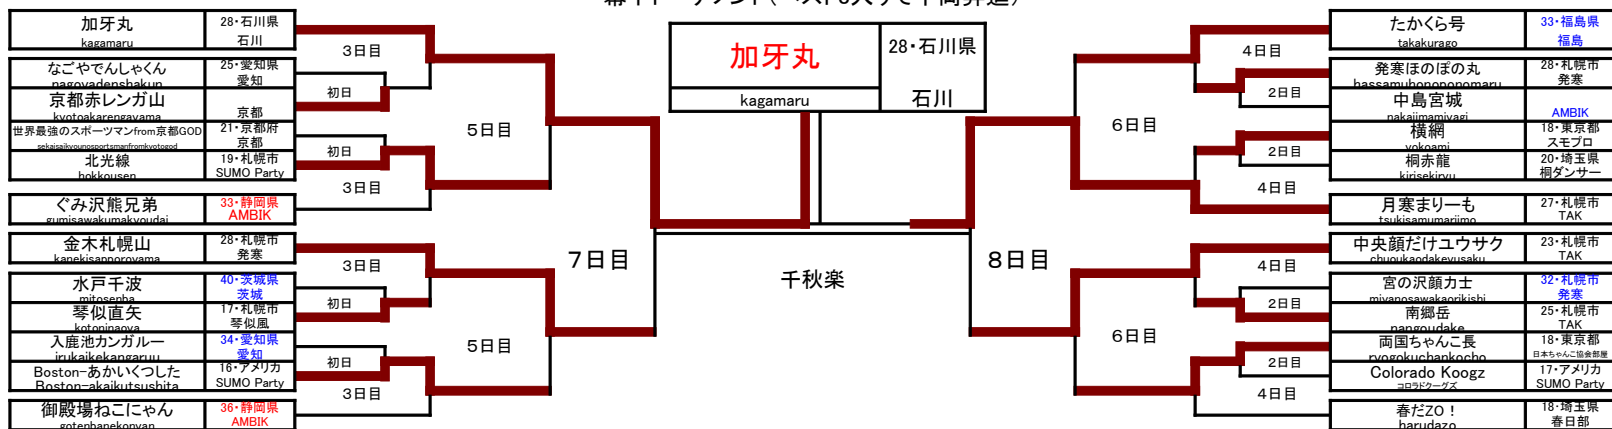 加牙丸 28・石川県
kagamaru 石川
なごやでんしゃくん 25・愛知県
nagoyadenshakun 愛知
京都赤レンガ山
kyotoakarengayama 京都
世界最強のスポーツマンfrom京都GOD 21・京都府
sekaisaikyounosportsmanfromkyotogod 京都
北光線 19・札幌市
hokkousen SUMO Party
ぐみ沢熊兄弟 33・静岡県
gumisawakumakyoudai AMBIK
金木札幌山 28・札幌市
kanekisapporoyama 発寒
水戸千波 40・茨城県
mitosenba 茨城
琴似直矢 17・札幌市
kotoninaoya 琴似風
入鹿池カンガルー 34・愛知県
irukaikekangaruu 愛知
Boston-あかいくつした 16・アメリカ
Boston-akaikutsushita SUMO Party
御殿場ねこにゃん 36・静岡県
gotenbanekonyan AMBIK
3日目
初日
初日
3日目
3日目
初日
初日
3日目
5日目
5日目
7日目
加牙丸 28・石川県
kagamaru 石川
千秋楽
8日目
6日目
6日目
4日目
2日目
2日目
4日目
4日目
2日目
2日目
4日目
たかくら号 33・福島県
takakurago 福島
発寒ほのぽの丸 28・札幌市
hassamuhonoponomaru 発寒
中島宮城
nakajimamiyagi AMBIK
横綱 18・東京都
yokoami スモプロ
桐赤龍 20・埼玉県
kirisekiryu 桐ダンサー
月寒まりーも 27・札幌市
tsukisamumariimo TAK
中央顔だけユウサク 23・札幌市
chuoukaodakeyusaku TAK
宮の沢顔力士 32・札幌市
miyanosawakaorikishi 発寒
南郷岳 25・札幌市
nangoudake TAK
両国ちゃんこ長 18・東京都
ryogokuchankocho 日本ちゃんこ協会部屋
Colorado Koogz 17・アメリカ
コロラドクーグズ SUMO Party
春だZO！ 18・埼玉県
harudazo 春日部